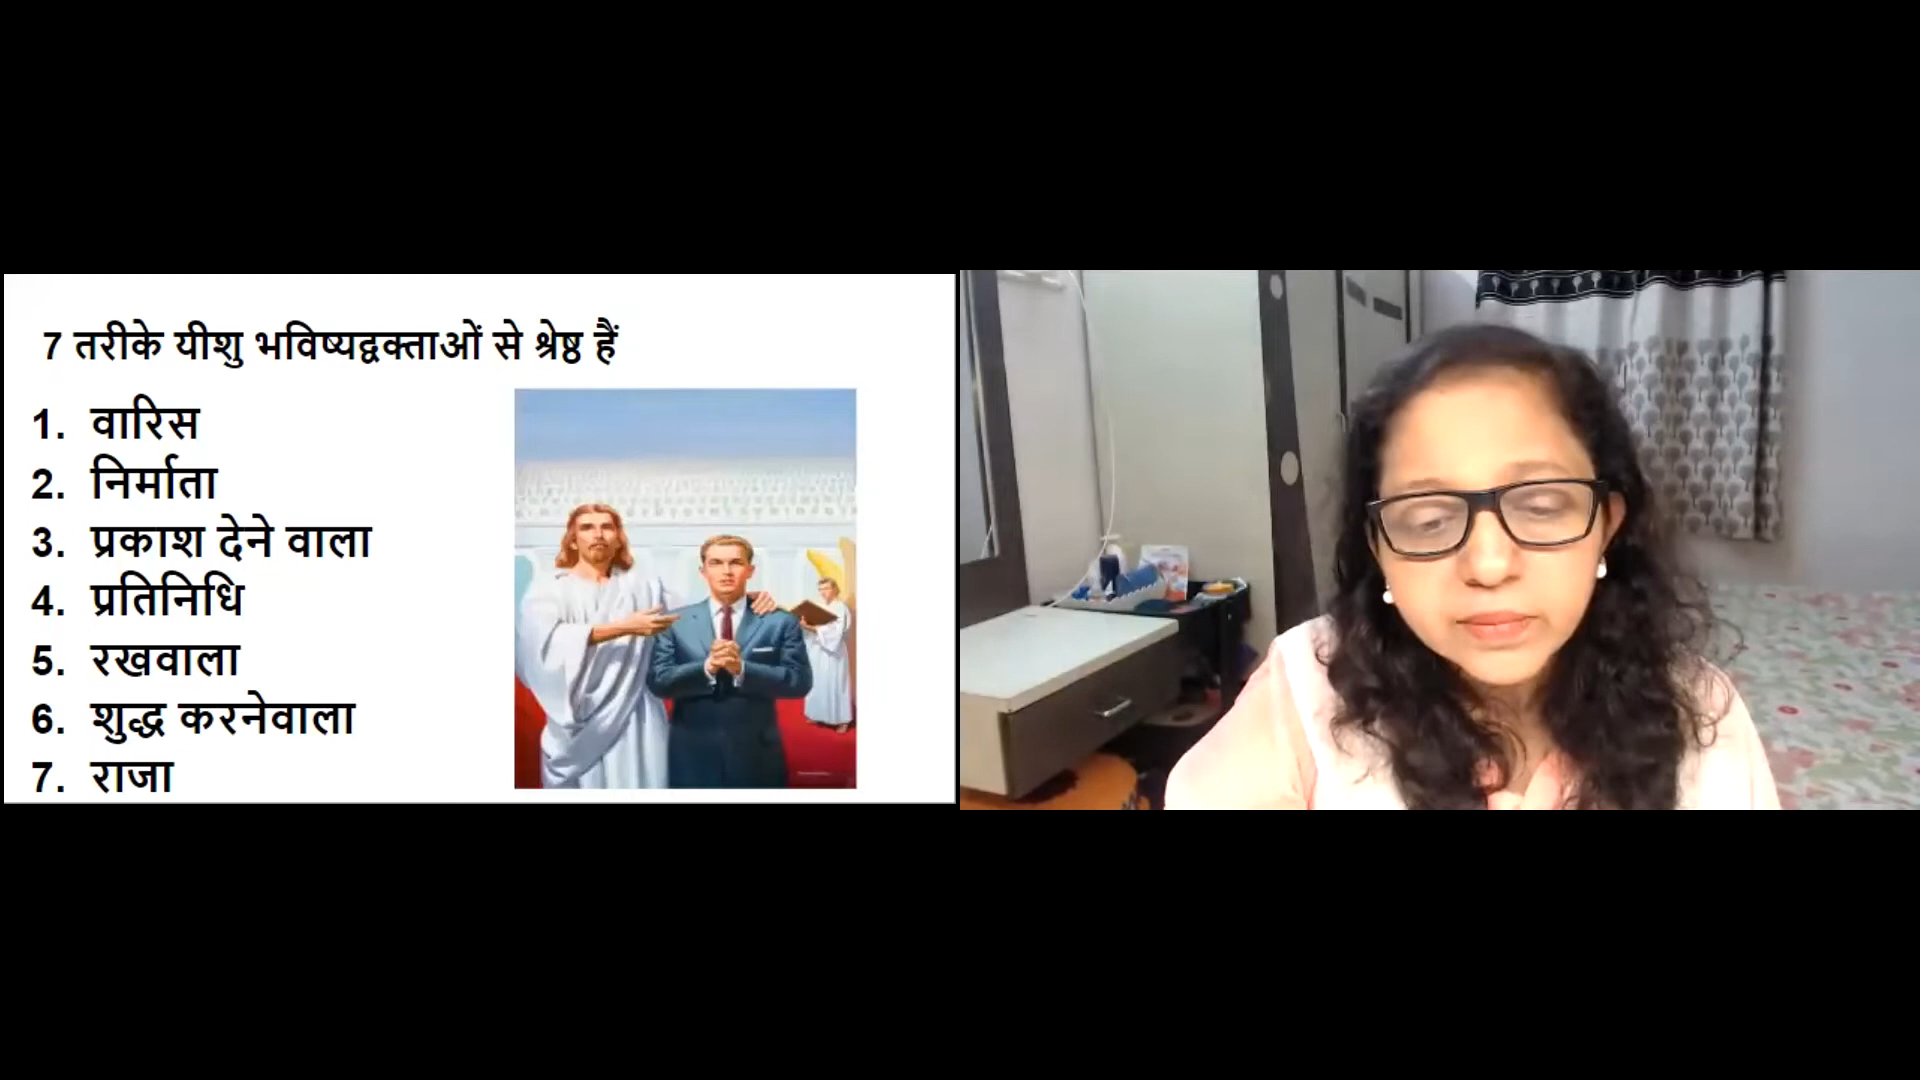 7 तरीके यीशु भविष्यद्वक्ताओं से श्रेष्ठ हैं
1. वारिस
2. निर्माता
3. प्रकाश देने वाला
4. प्रतिनिधि
5. रखवाला
6. शुद्ध करनेवाला
7. राजा